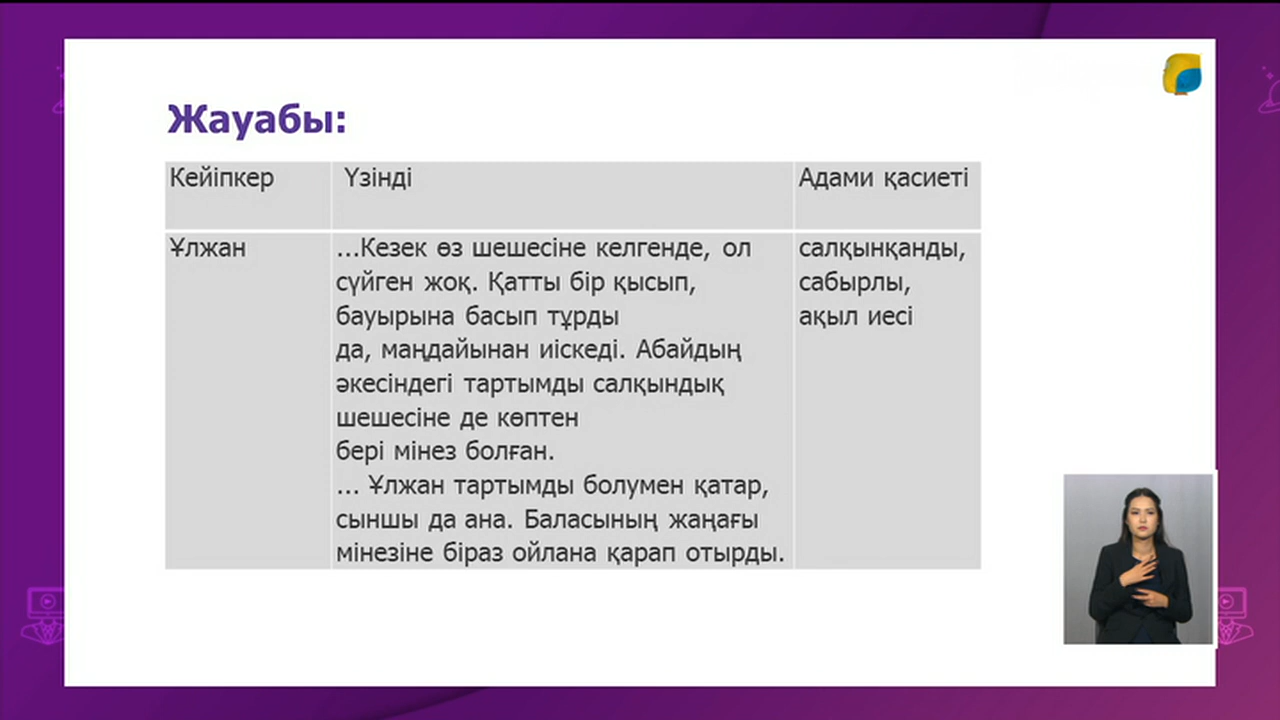 Жауабы:
Кейіпкер Үзінді Адами қасиеті
Ұлжан
...Кезек өз шешесіне келгенде, ол
сүйген жоқ. Қатты бір қысып,
бауырына басып тұрды
да, маңдайынан иіскеді. Абайдың
әкесіндегі тартымды салқындық
шешесіне де көптен
бері мінез болған.
... Ұлжан тартымды болумен қатар,
сыншы да ана. Баласының жаңағы
мінезіне біраз ойлана қарап отырды.
салқынқанды,
сабырлы,
ақыл иесі